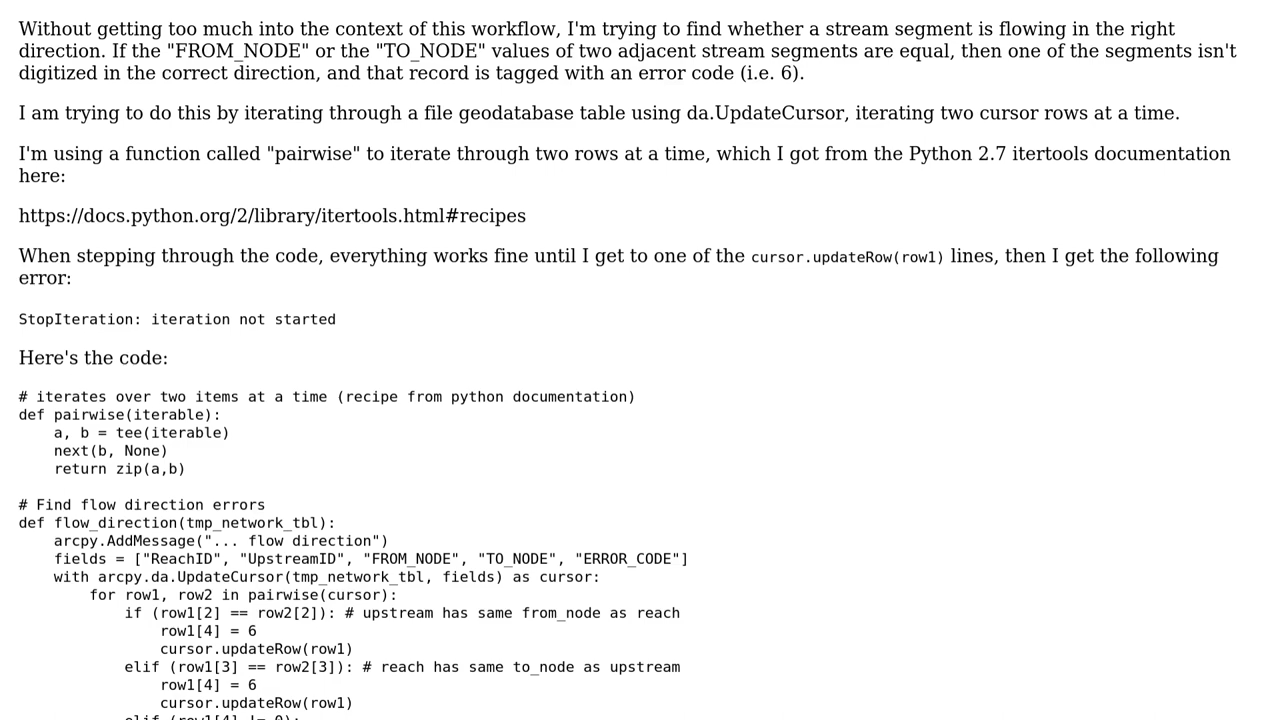 Without getting too much into the context of this workflow, I'm trying to find whether a stream segment is flowing in the right
direction. If the "FROM_NODE" or the "TO_NODE" values of two adjacent stream segments are equal, then one of the segments isn't
digitized in the correct direction, and that record is tagged with an error code (i.e. 6).
I am trying to do this by iterating through a file geodatabase table using da.UpdateCursor, iterating two cursor rows at a time.
I'm using a function called "pairwise" to iterate through two rows at a time, which I got from the Python 2.7 itertools documentation
here:
https://docs.python.org/2/library/itertools.html#recipes
When stepping through the code, everything works fine until I get to one of the cursor.updateRow(row1) lines, then I get the following
error:
StopIteration: iteration not started
Here's the code:
# iterates over two items at a time (recipe from python documentation)
def pairwise(iterable):
    a, b = tee(iterable)
    next(b, None)
    return zip(a,b)
# Find flow direction errors
def flow_direction(tmp_network_tbl):
    arcpy.AddMessage("... flow direction")
    fields = ["ReachID", "UpstreamID", "FROM_NODE", "TO_NODE", "ERROR_CODE"]
    with arcpy.da.UpdateCursor(tmp_network_tbl, fields) as cursor:
        for row1, row2 in pairwise(cursor):
            if (row1[2] == row2[2]): # upstream has same from_node as reach
                row1[4] = 6
                cursor.updateRow(row1)
            elif (row1[3] == row2[3]): # reach has same to_node as upstream
                row1[4] = 6
                cursor.updateRow(row1)
            elif (row1[4] != 0):